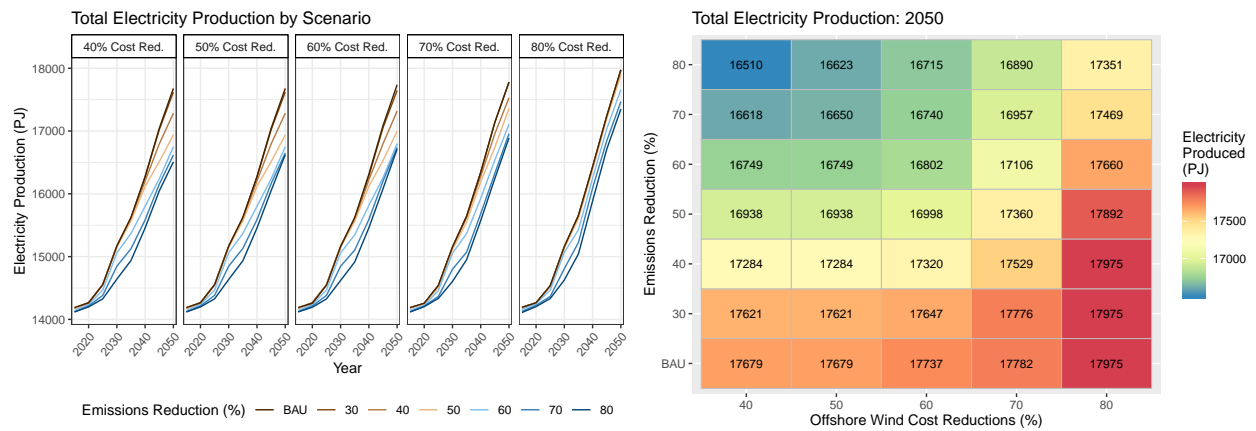 Total Electricity Production by Scenario
40% Cost Red. 50% Cost Red. 60% Cost Red. 70% Cost Red. 80% Cost Red.
Electricity Production (PJ)
18000
17000
16000
15000
14000
2020 2030 2040 2050 2020 2030 2040 2050 2020 2030 2040 2050 2020 2030 2040 2050 2020 2030 2040 2050
Year
Emissions Reduction (%) BAU 30 40 50 60 70 80
Total Electricity Production: 2050
Emissions Reduction (%)
80 16510 16623 16715 16890 17351
70 16618 16650 16740 16957 17469
60 16749 16749 16802 17106 17660
50 16938 16938 16998 17360 17892
40 17284 17284 17320 17529 17975
30 17621 17621 17647 17776 17975
BAU 17679 17679 17737 17782 17975
40 50 60 70 80
Offshore Wind Cost Reductions (%)
Electricity
Produced
(PJ)
17500
17000